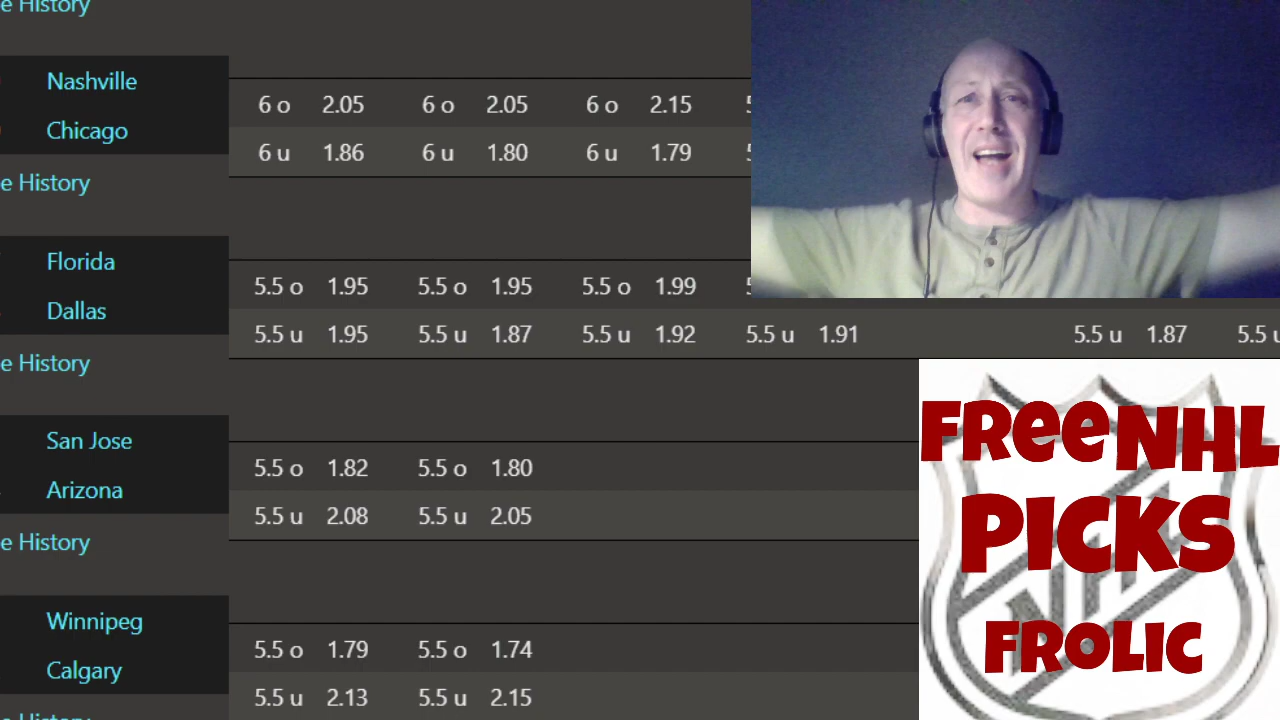 e History
Nashville
6 o 2.05 6 o 2.05 6 o 2.15
Chicago
6 u 1.86 6 u 1.80 6 u 1.79
e History
Florida
5.5 o 1.95 5.5 o 1.95 5.5 o 1.99
Dallas
5.5 u 1.95 5.5 u 1.87 5.5 u 1.92 5.5 u 1.91 5.5 u 1.87 5.5 u
e History
San Jose
5.5 o 1.82 5.5 o 1.80
Arizona
5.5 u 2.08 5.5 u 2.05
e History
Winnipeg
5.5 o 1.79 5.5 o 1.74
Calgary
5.5 u 2.13 5.5 u 2.15
FREE NHL
PICKS
FROLIC
NHL